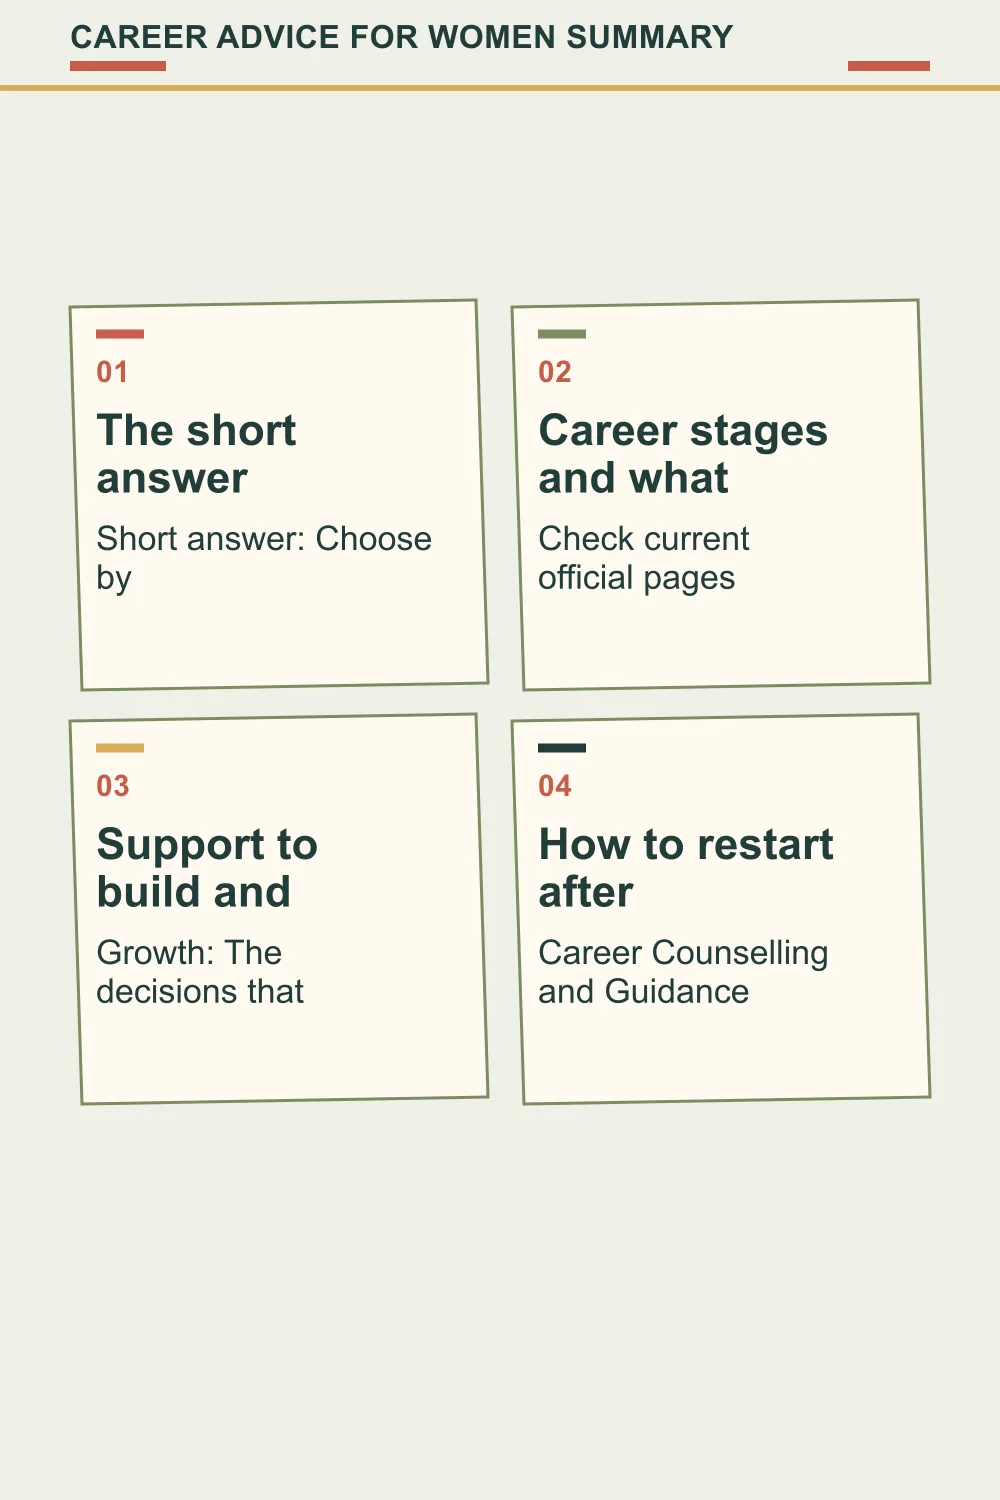 CAREER ADVICE FOR WOMEN SUMMARY
01
The short
answer
Short answer: Choose
by
02
Career stages
and what
Check current
official pages
03
Support to
build and
Growth: The
decisions that
04
How to restart
after
Career Counselling
and Guidance